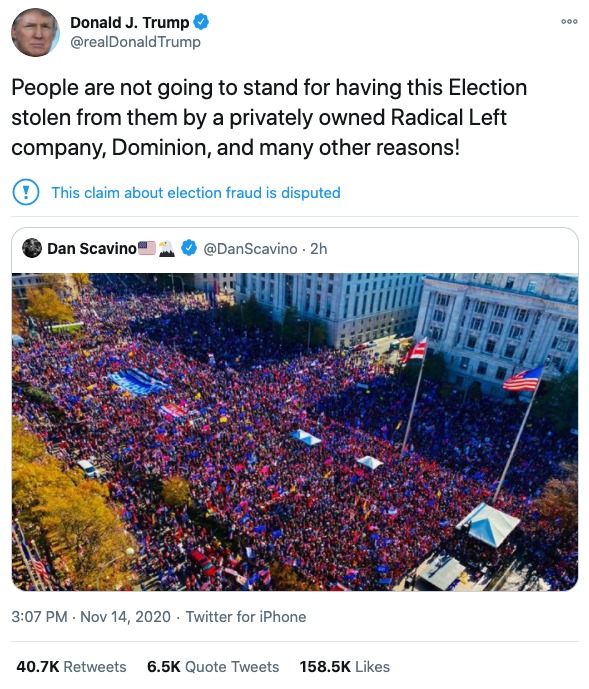 Donald J. Trump
@realDonaldTrump
People are not going to stand for having this Election
stolen from them by a privately owned Radical Left
company, Dominion, and many other reasons!
This claim about election fraud is disputed
Dan Scavino🇺🇸🦅 @DanScavino · 2h
3:07 PM · Nov 14, 2020 · Twitter for iPhone
40.7K Retweets 6.5K Quote Tweets 158.5K Likes